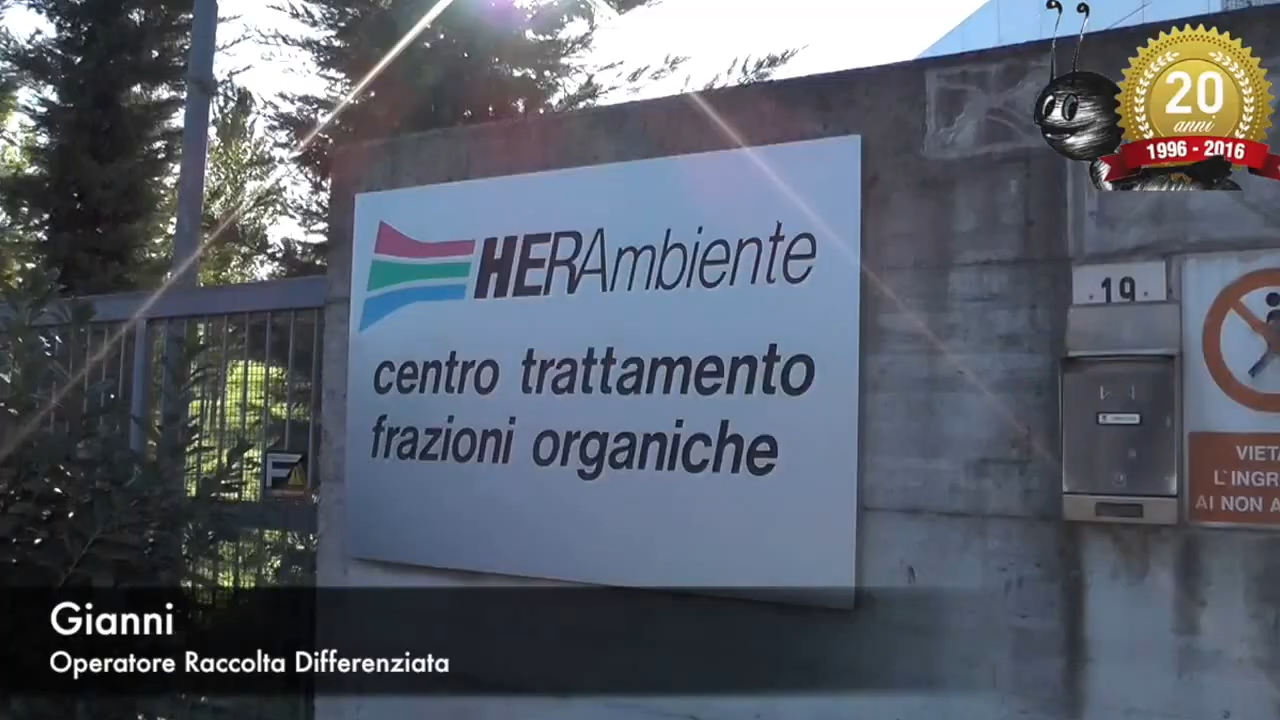 20
anni
1996 - 2016
HERAmbiente
centro trattamento
frazioni organiche
19
VIETA
L'INGR
AI NON A
Gianni
Operatore Raccolta Differenziata